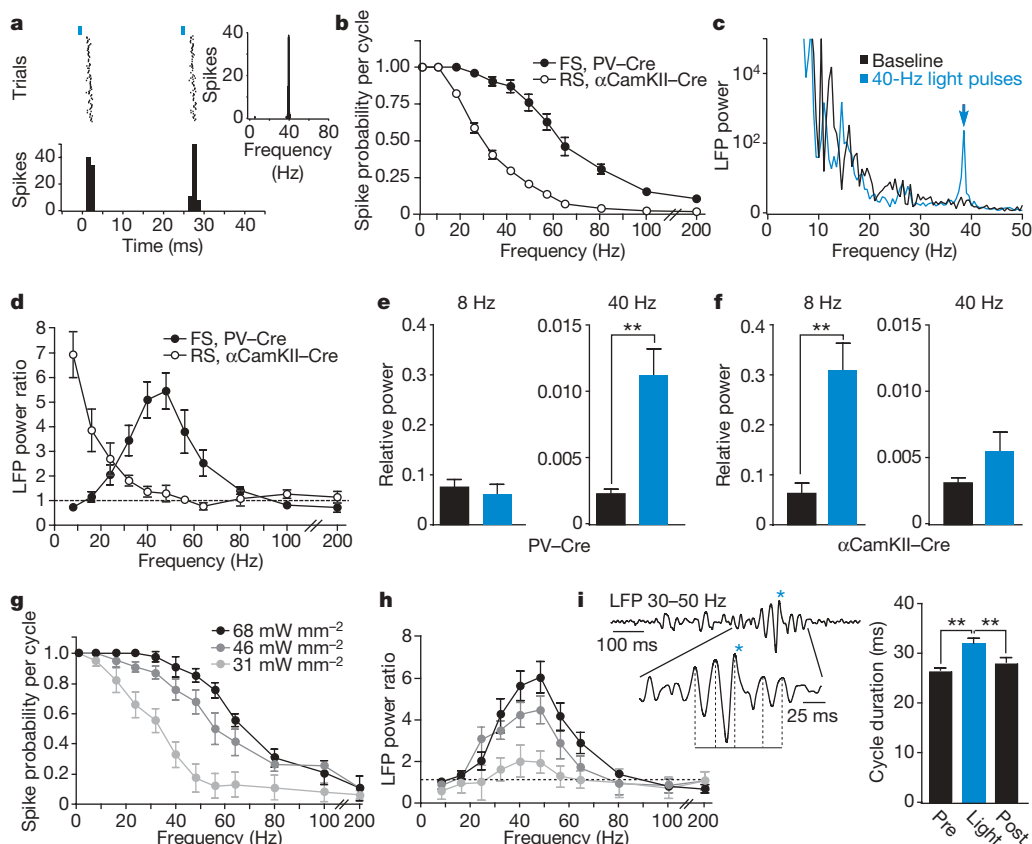 a
Trials
Spikes
40
20
0
0
10
20
30
40
Time (ms)
Spikes
40
20
0
0
40
80
Frequency
(Hz)
b
FS, PV–Cre
RS, αCamKII–Cre
Spike probability per cycle
1.00
0.75
0.50
0.25
0
0
20
40
60
80
100
200
Frequency (Hz)
c
Baseline
40-Hz light pulses
LFP power
10⁴
10²
1
0
10
20
30
40
50
Frequency (Hz)
d
FS, PV–Cre
RS, αCamKII–Cre
LFP power ratio
8
7
6
5
4
3
2
1
0
0
20
40
60
80
100
200
Frequency (Hz)
e
8 Hz
40 Hz
Relative power
0.4
0.3
0.2
0.1
0
**
0.015
0.010
0.005
0
PV–Cre
f
8 Hz
40 Hz
Relative power
0.4
0.3
0.2
0.1
0
**
0.015
0.010
0.005
0
αCamKII–Cre
g
68 mW mm⁻²
46 mW mm⁻²
31 mW mm⁻²
Spike probability per cycle
1.0
0.8
0.6
0.4
0.2
0
0
20
40
60
80
100
200
Frequency (Hz)
h
LFP power ratio
8
6
4
2
0
0
20
40
60
80
100
200
Frequency (Hz)
i
LFP 30–50 Hz
*
100 ms
*
25 ms
Cycle duration (ms)
40
30
20
10
0
** **
Pre
Light
Post